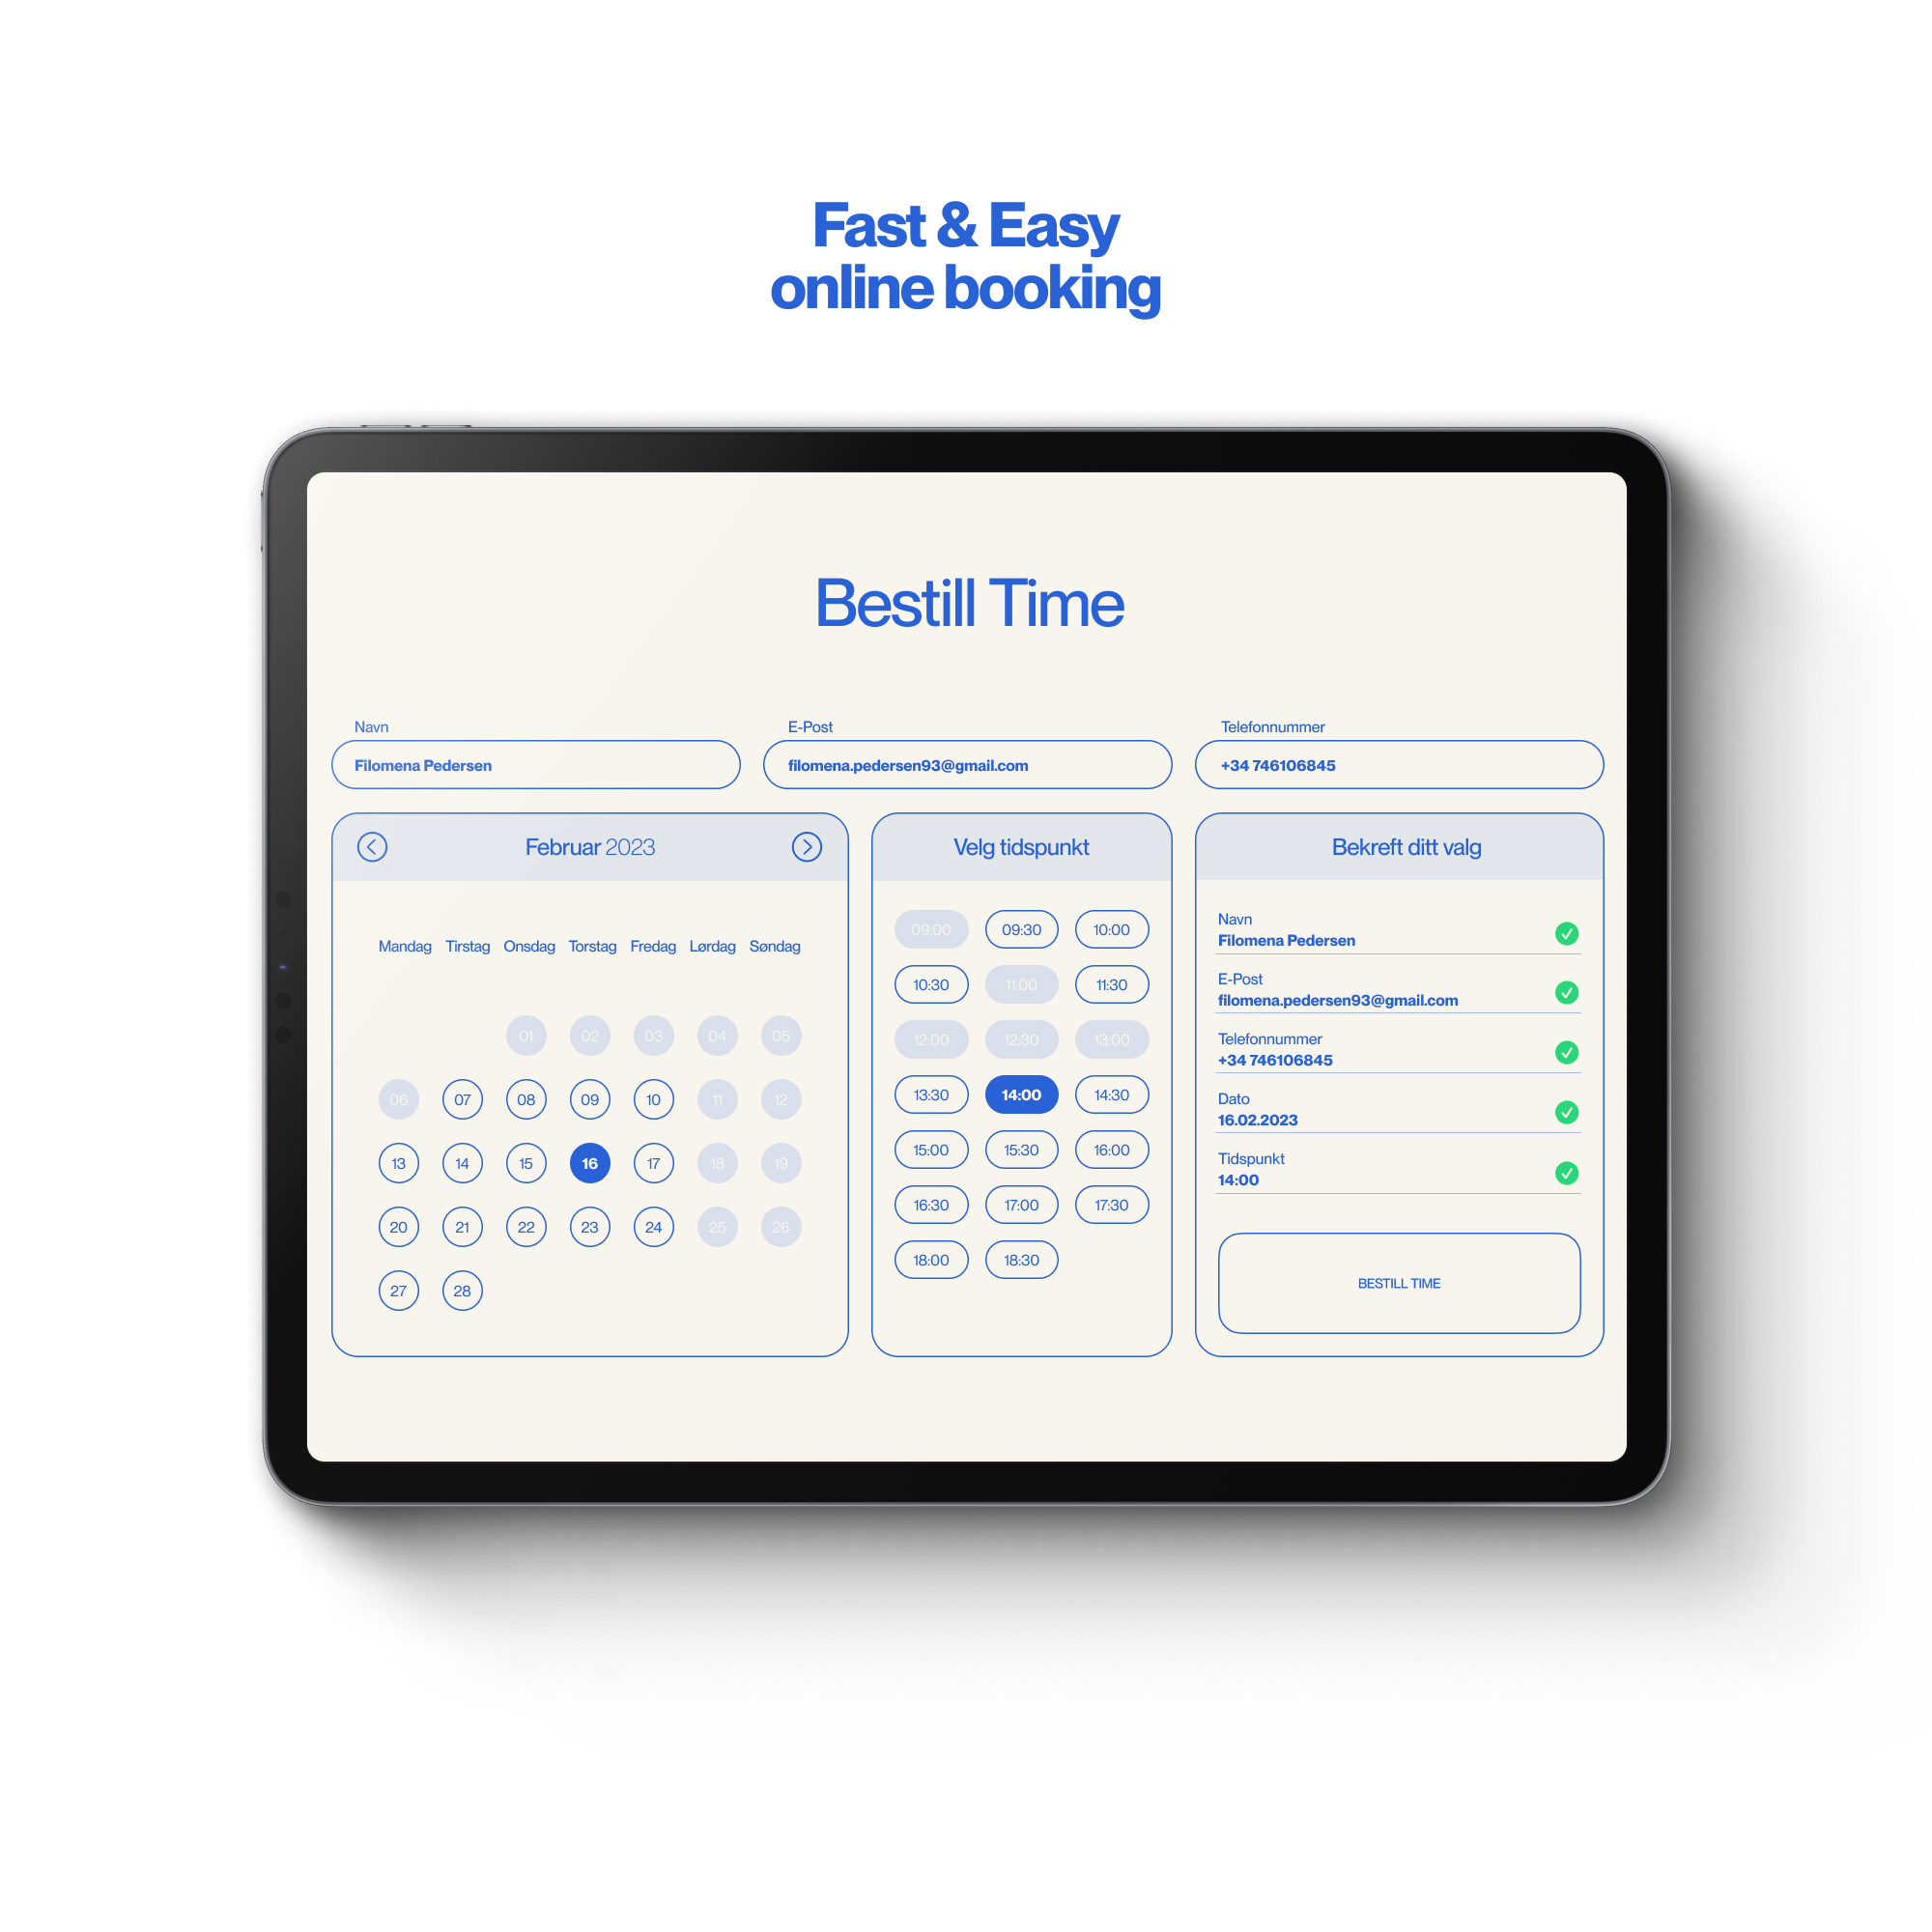 Fast & Easy
online booking
Bestill Time
Navn
Filomena Pedersen
E-Post
filomena.pedersen93@gmail.com
Telefonnummer
+34 746106845
Februar 2023
Mandag Tirstag Onsdag Torstag Fredag Lørdag Søndag
01 02 03 04 05
06 07 08 09 10 11 12
13 14 15 16 17 18 19
20 21 22 23 24 25 26
27 28
Velg tidspunkt
09:00 09:30 10:00
10:30 11:00 11:30
12:00 12:30 13:00
13:30 14:00 14:30
15:00 15:30 16:00
16:30 17:00 17:30
18:00 18:30
Bekreft ditt valg
Navn
Filomena Pedersen
E-Post
filomena.pedersen93@gmail.com
Telefonnummer
+34 746106845
Dato
16.02.2023
Tidspunkt
14:00
BESTILL TIME